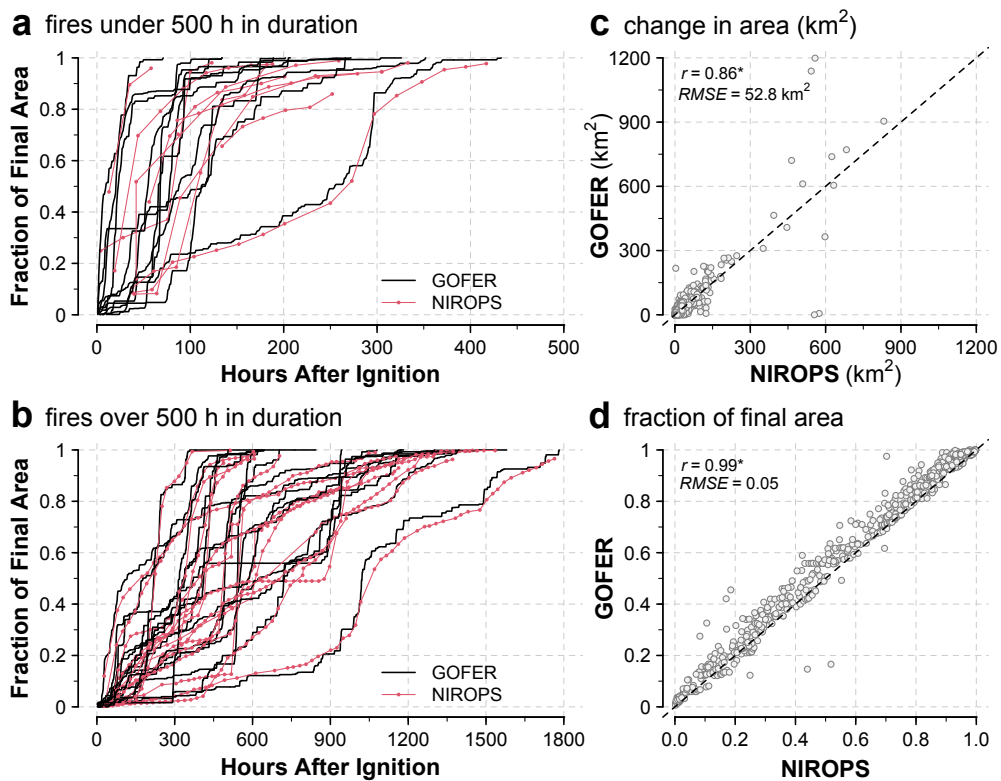 a fires under 500 h in duration
Fraction of Final Area
1
0.8
0.6
0.4
0.2
0
GOFER
NIROPS
0 100 200 300 400 500
Hours After Ignition
b fires over 500 h in duration
Fraction of Final Area
1
0.8
0.6
0.4
0.2
0
GOFER
NIROPS
0 300 600 900 1200 1500 1800
Hours After Ignition
c change in area (km²)
r = 0.86*
RMSE = 52.8 km²
GOFER (km²)
1200
900
600
300
0
0 300 600 900 1200
NIROPS (km²)
d fraction of final area
r = 0.99*
RMSE = 0.05
GOFER
1
0.8
0.6
0.4
0.2
0
0.0 0.2 0.4 0.6 0.8 1.0
NIROPS